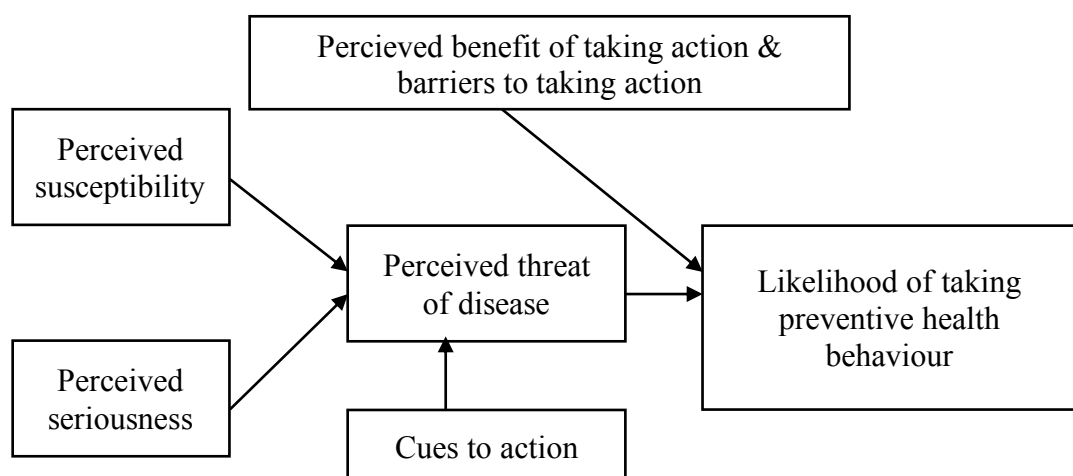 Percieved benefit of taking action &
barriers to taking action
Perceived
susceptibility
Perceived threat
of disease
Likelihood of taking
preventive health
behaviour
Perceived
seriousness
Cues to action